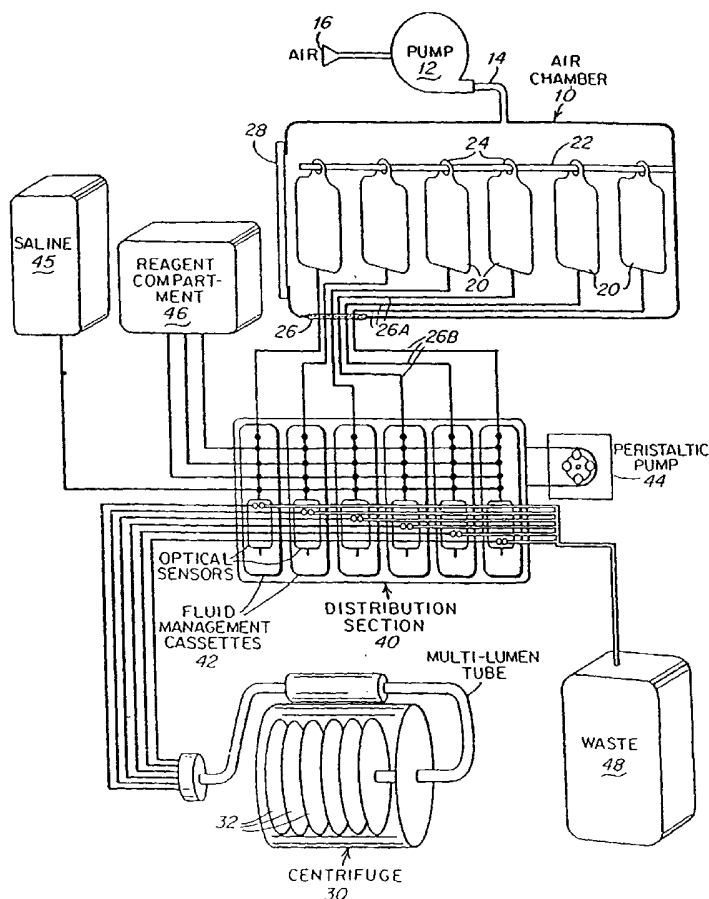 16
AIR
PUMP
12
14
AIR
CHAMBER
10
28
24
22
20
20
SALINE
45
REAGENT
COMPART-
MENT
46
26
26A
26B
PERISTALTIC
PUMP
44
OPTICAL
SENSORS
FLUID
MANAGEMENT
CASSETTES
42
DISTRIBUTION
SECTION
40
MULTI-LUMEN
TUBE
WASTE
48
32
CENTRIFUGE
30